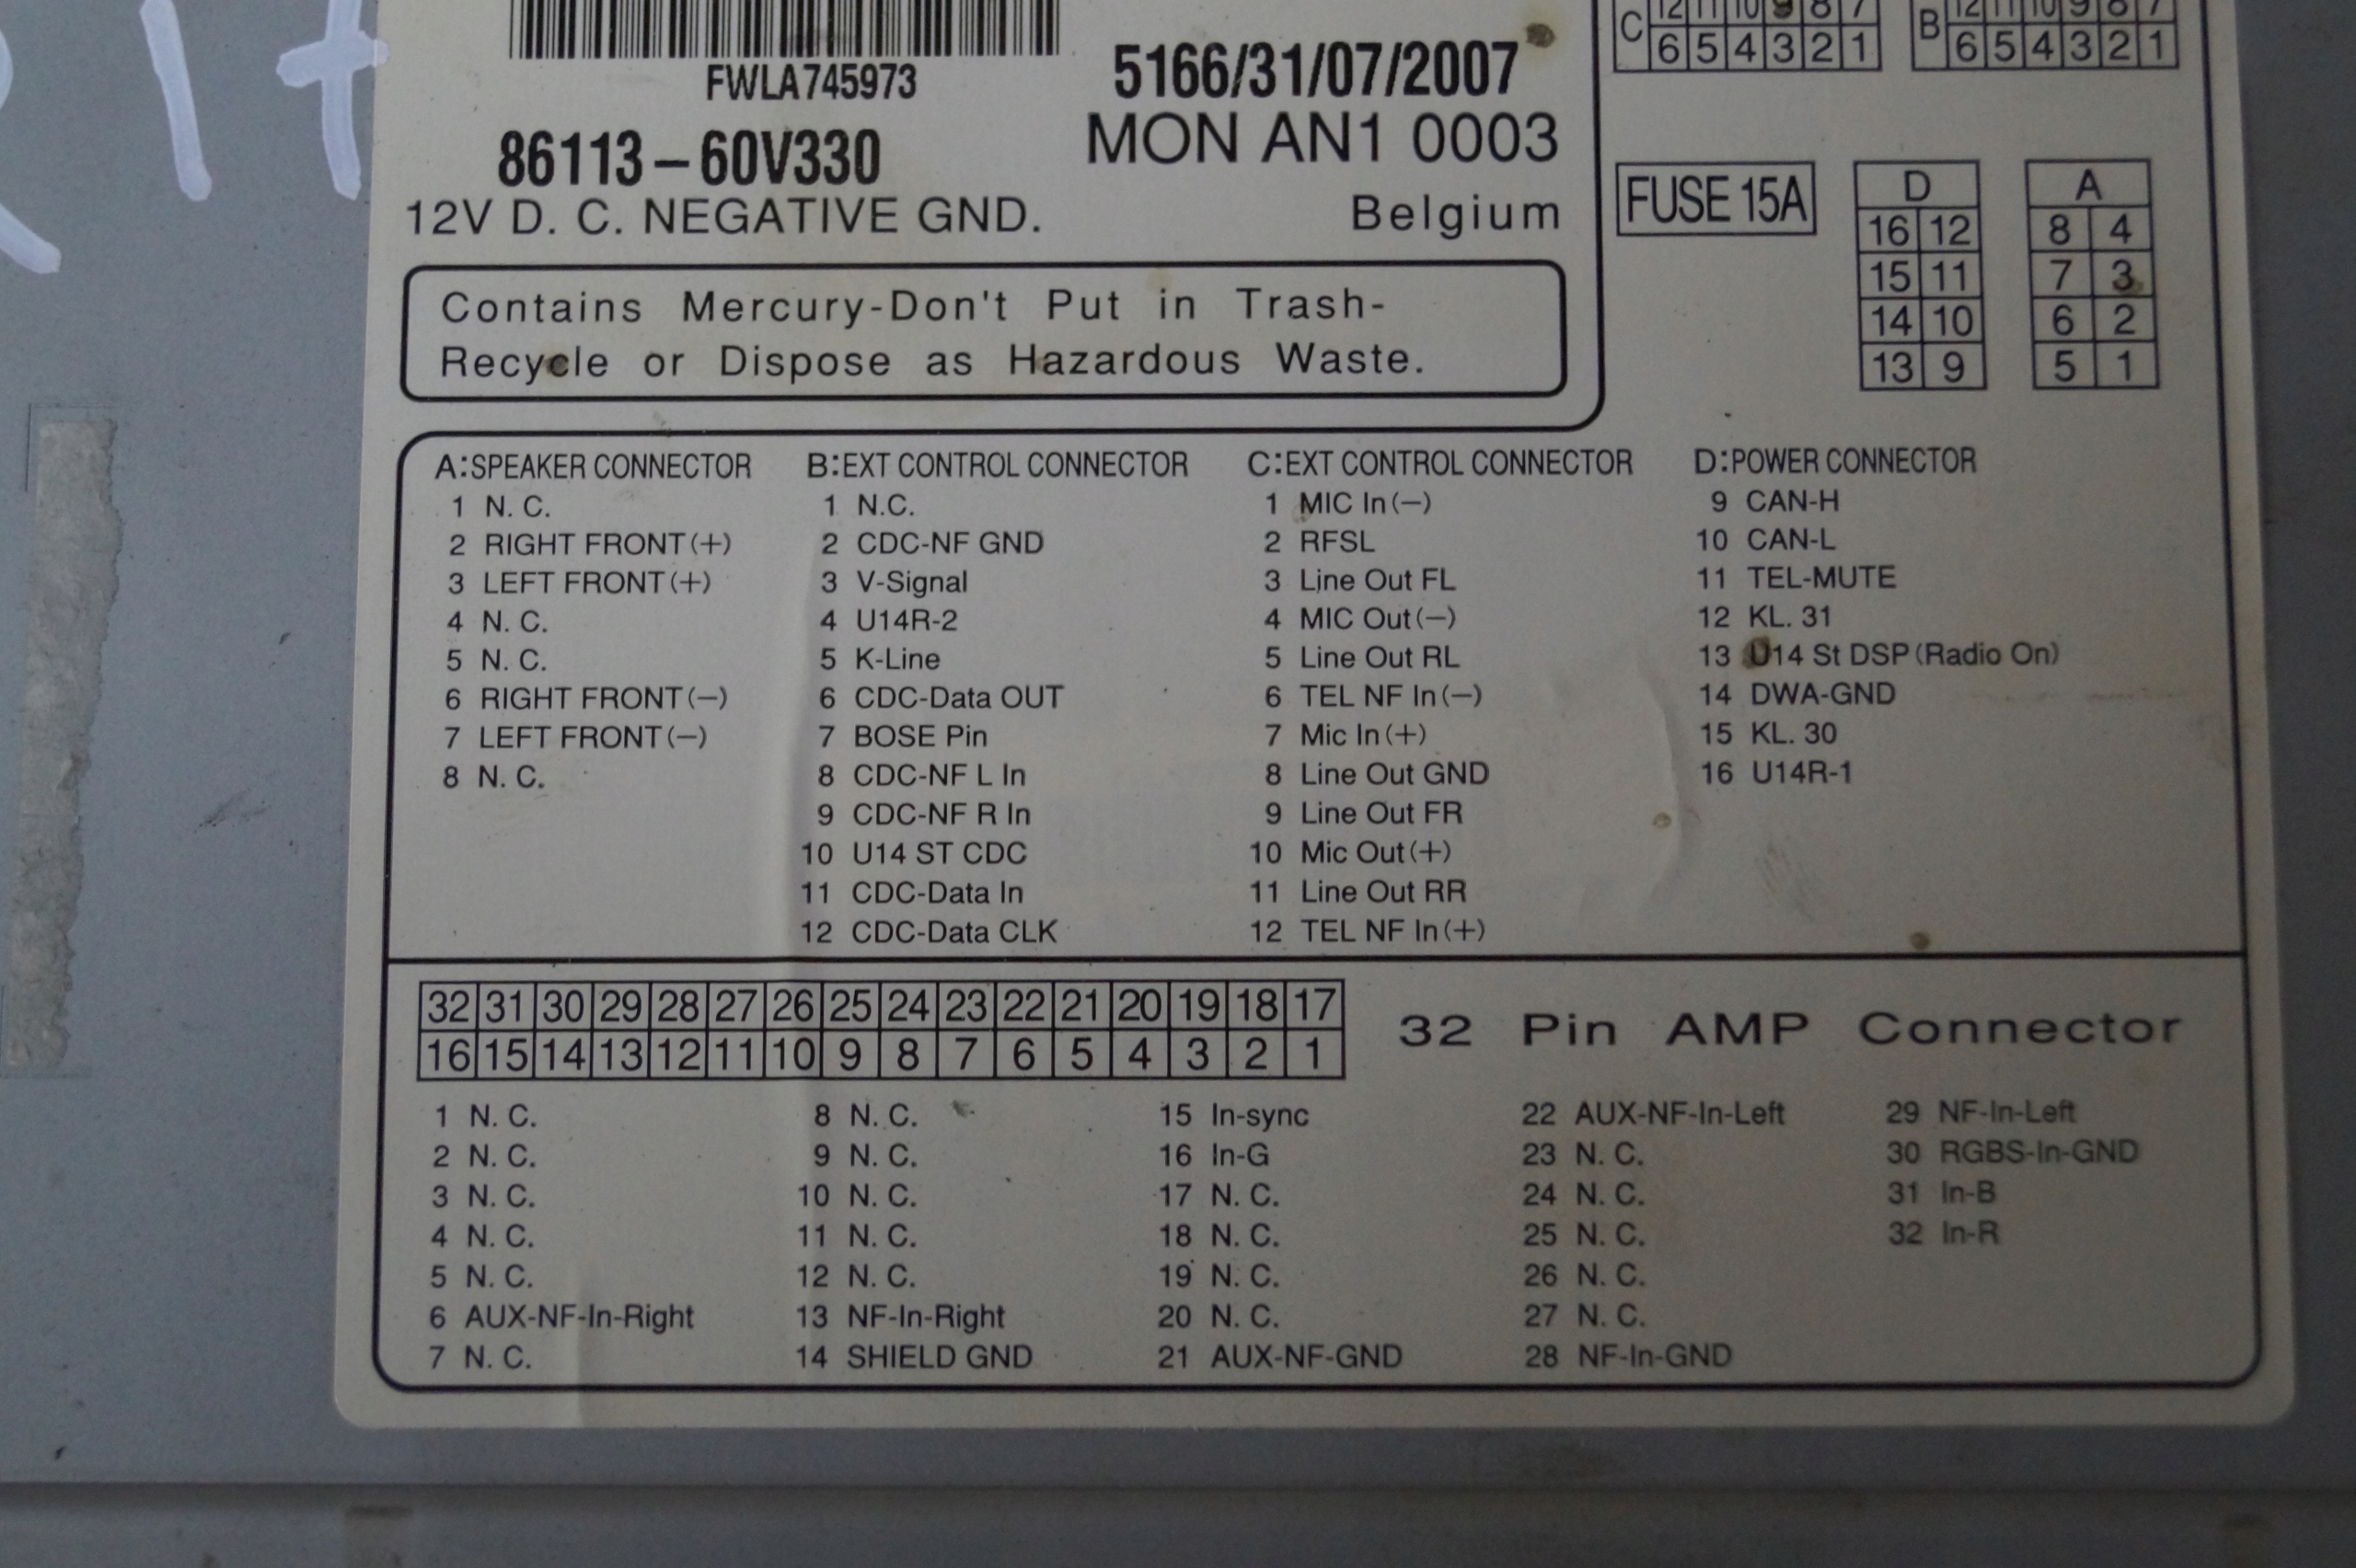 FWLA745973
5166/31/07/2007
86113-60V330
MON AN1 0003
12V D. C. NEGATIVE GND.
Belgium
Contains Mercury-Don't Put in Trash-
Recycle or Dispose as Hazardous Waste.
C
12 11 10 9 8 7
6 5 4 3 2 1
B
12 11 10 9 8 7
6 5 4 3 2 1
FUSE 15A
D
16 12
15 11
14 10
13 9
A
8 4
7 3
6 2
5 1
A:SPEAKER CONNECTOR
1 N. C.
2 RIGHT FRONT(+)
3 LEFT FRONT(+)
4 N. C.
5 N. C.
6 RIGHT FRONT(−)
7 LEFT FRONT(−)
8 N. C.
B:EXT CONTROL CONNECTOR
1 N.C.
2 CDC-NF GND
3 V-Signal
4 U14R-2
5 K-Line
6 CDC-Data OUT
7 BOSE Pin
8 CDC-NF L In
9 CDC-NF R In
10 U14 ST CDC
11 CDC-Data In
12 CDC-Data CLK
C:EXT CONTROL CONNECTOR
1 MIC In(−)
2 RFSL
3 Line Out FL
4 MIC Out(−)
5 Line Out RL
6 TEL NF In(−)
7 Mic In(+)
8 Line Out GND
9 Line Out FR
10 Mic Out(+)
11 Line Out RR
12 TEL NF In(+)
D:POWER CONNECTOR
9 CAN-H
10 CAN-L
11 TEL-MUTE
12 KL. 31
13 U14 St DSP(Radio On)
14 DWA-GND
15 KL. 30
16 U14R-1
32 31 30 29 28 27 26 25 24 23 22 21 20 19 18 17
16 15 14 13 12 11 10 9 8 7 6 5 4 3 2 1
32 Pin AMP Connector
1 N. C.
2 N. C.
3 N. C.
4 N. C.
5 N. C.
6 AUX-NF-In-Right
7 N. C.
8 N. C.
9 N. C.
10 N. C.
11 N. C.
12 N. C.
13 NF-In-Right
14 SHIELD GND
15 In-sync
16 In-G
17 N. C.
18 N. C.
19 N. C.
20 N. C.
21 AUX-NF-GND
22 AUX-NF-In-Left
23 N. C.
24 N. C.
25 N. C.
26 N. C.
27 N. C.
28 NF-In-GND
29 NF-In-Left
30 RGBS-In-GND
31 In-B
32 In-R